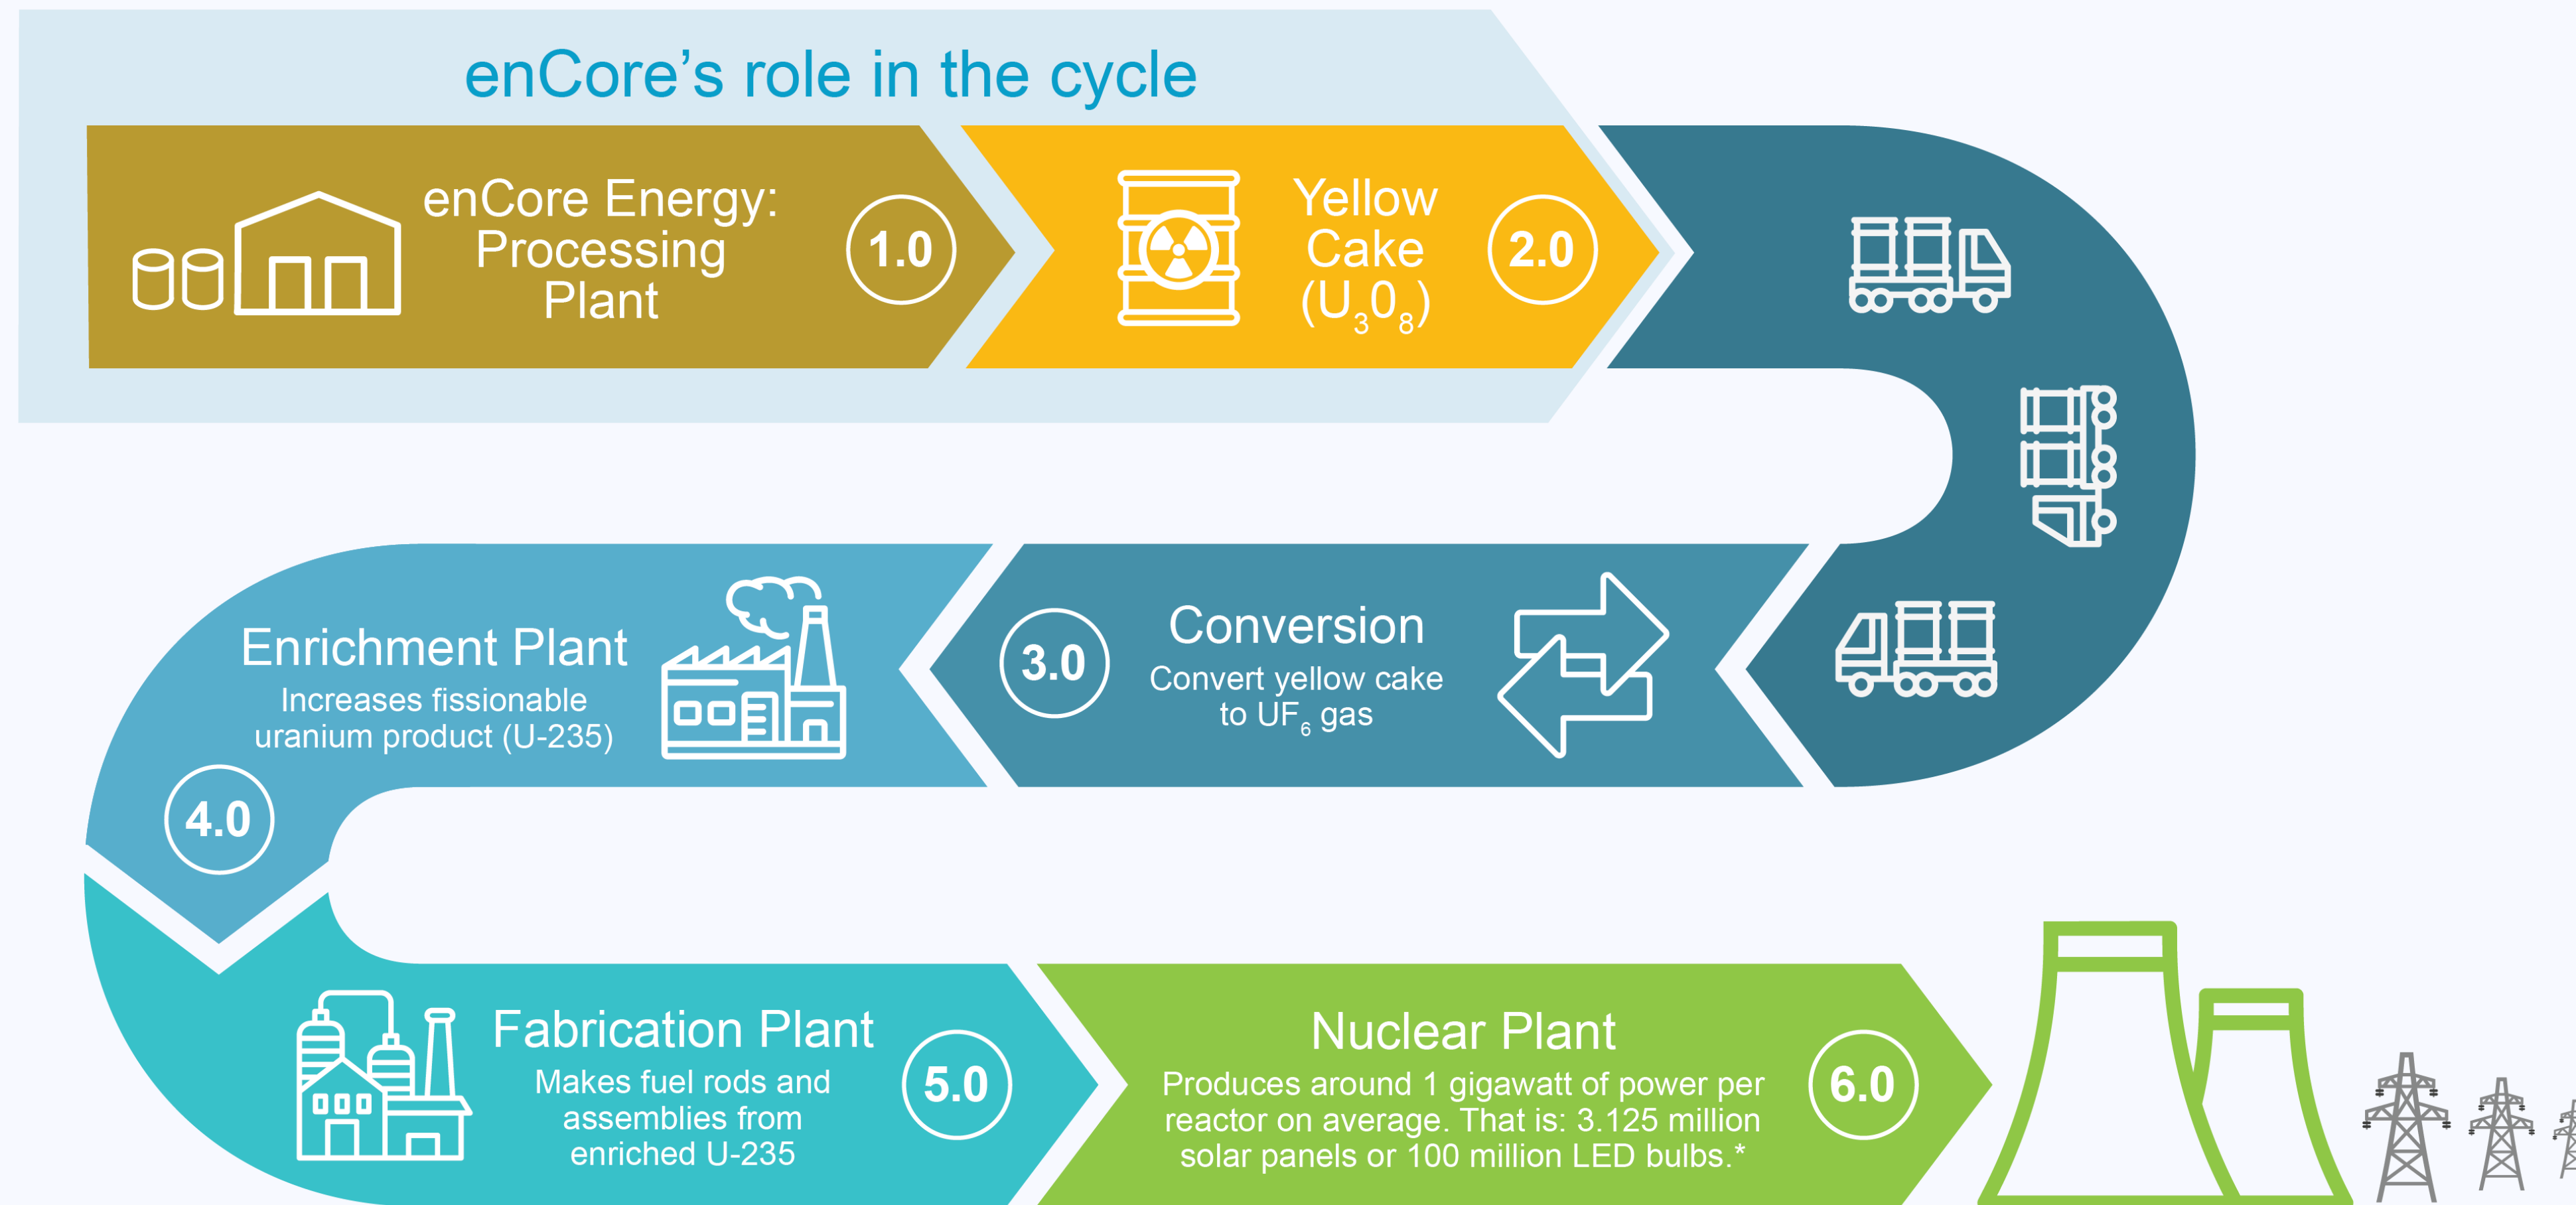 enCore’s role in the cycle
enCore Energy:
Processing
Plant
1.0
Yellow
Cake
(U₃0₈)
2.0
Conversion
Convert yellow cake
to UF₆ gas
3.0
Enrichment Plant
Increases fissionable
uranium product (U-235)
4.0
Fabrication Plant
Makes fuel rods and
assemblies from
enriched U-235
5.0
Nuclear Plant
Produces around 1 gigawatt of power per
reactor on average. That is: 3.125 million
solar panels or 100 million LED bulbs.*
6.0